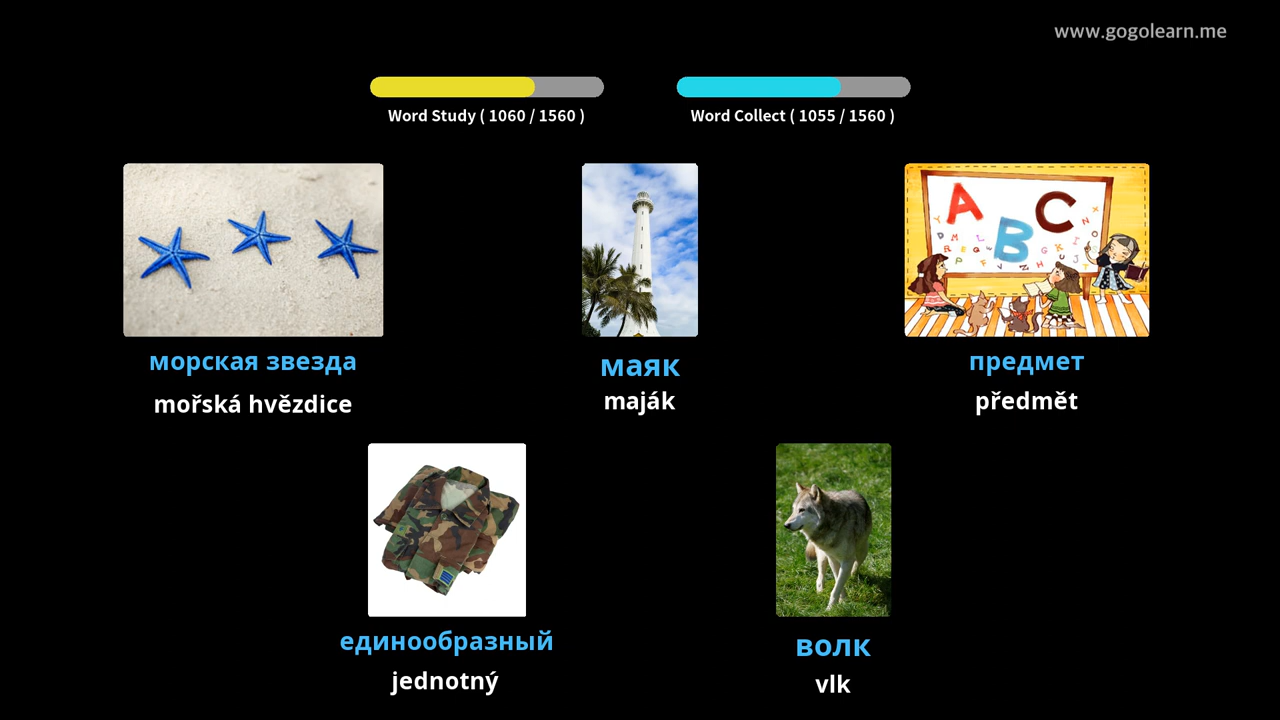 www.gogolearn.me
Word Study ( 1060 / 1560 )
Word Collect ( 1055 / 1560 )
A
B
C
морская звезда
маяк
предмет
mořská hvězdice
maják
předmět
единообразный
волк
jednotný
vlk